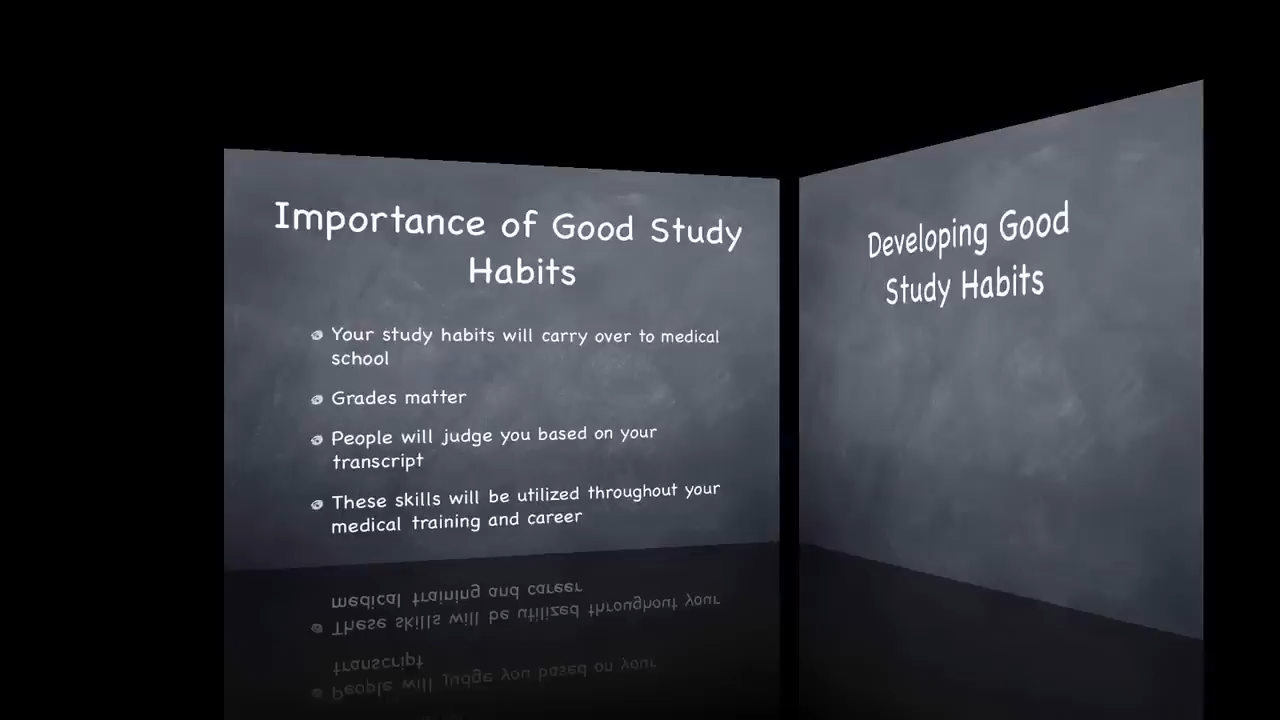 Importance of Good Study
Habits
Your study habits will carry over to medical
school
Grades matter
People will judge you based on your
transcript
These skills will be utilized throughout your
medical training and career
Developing Good
Study Habits